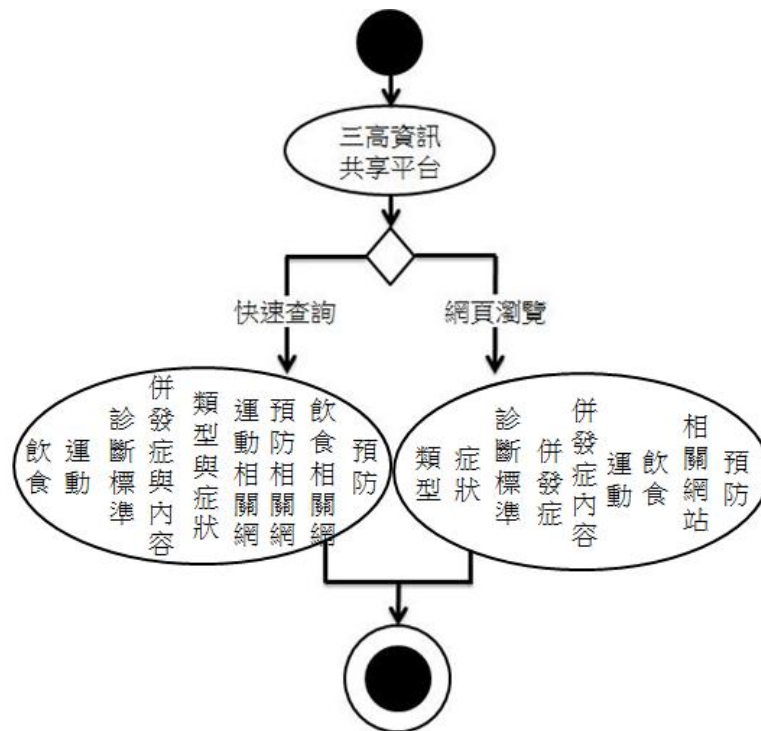 三高資訊
共享平台
快速查詢
網頁瀏覽
飲食
運動
診斷標準
併發症與內容
類型與症狀
運動相關網
預防相關網
飲食相關網
預防
類型
症狀
診斷標準
併發症
併發症內容
運動
飲食
相關網站
預防